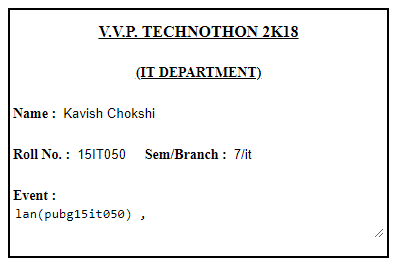 V.V.P. TECHNOTHON 2K18
(IT DEPARTMENT)
Name : Kavish Chokshi
Roll No. : 15IT050 Sem/Branch : 7/it
Event :
lan(pubg15it050) ,